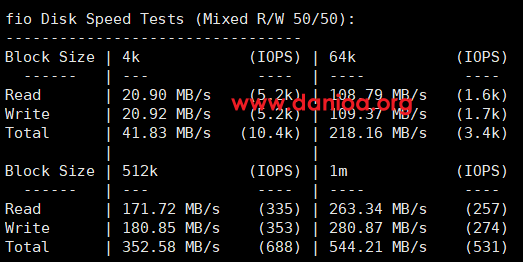 fio Disk Speed Tests (Mixed R/W 50/50):
---------------------------------
Block Size | 4k            (IOPS) | 64k           (IOPS)
  ------   | ---            ----  | ----           ----
Read       | 20.90 MB/s    (5.2k) | 108.79 MB/s   (1.6k)
Write      | 20.92 MB/s    (5.2k) | 109.37 MB/s   (1.7k)
Total      | 41.83 MB/s   (10.4k) | 218.16 MB/s   (3.4k)
           |                      |
Block Size | 512k          (IOPS) | 1m            (IOPS)
  ------   | ---            ----  | ----           ----
Read       | 171.72 MB/s    (335) | 263.34 MB/s    (257)
Write      | 180.85 MB/s    (353) | 280.87 MB/s    (274)
Total      | 352.58 MB/s    (688) | 544.21 MB/s    (531)
www.daniao.org